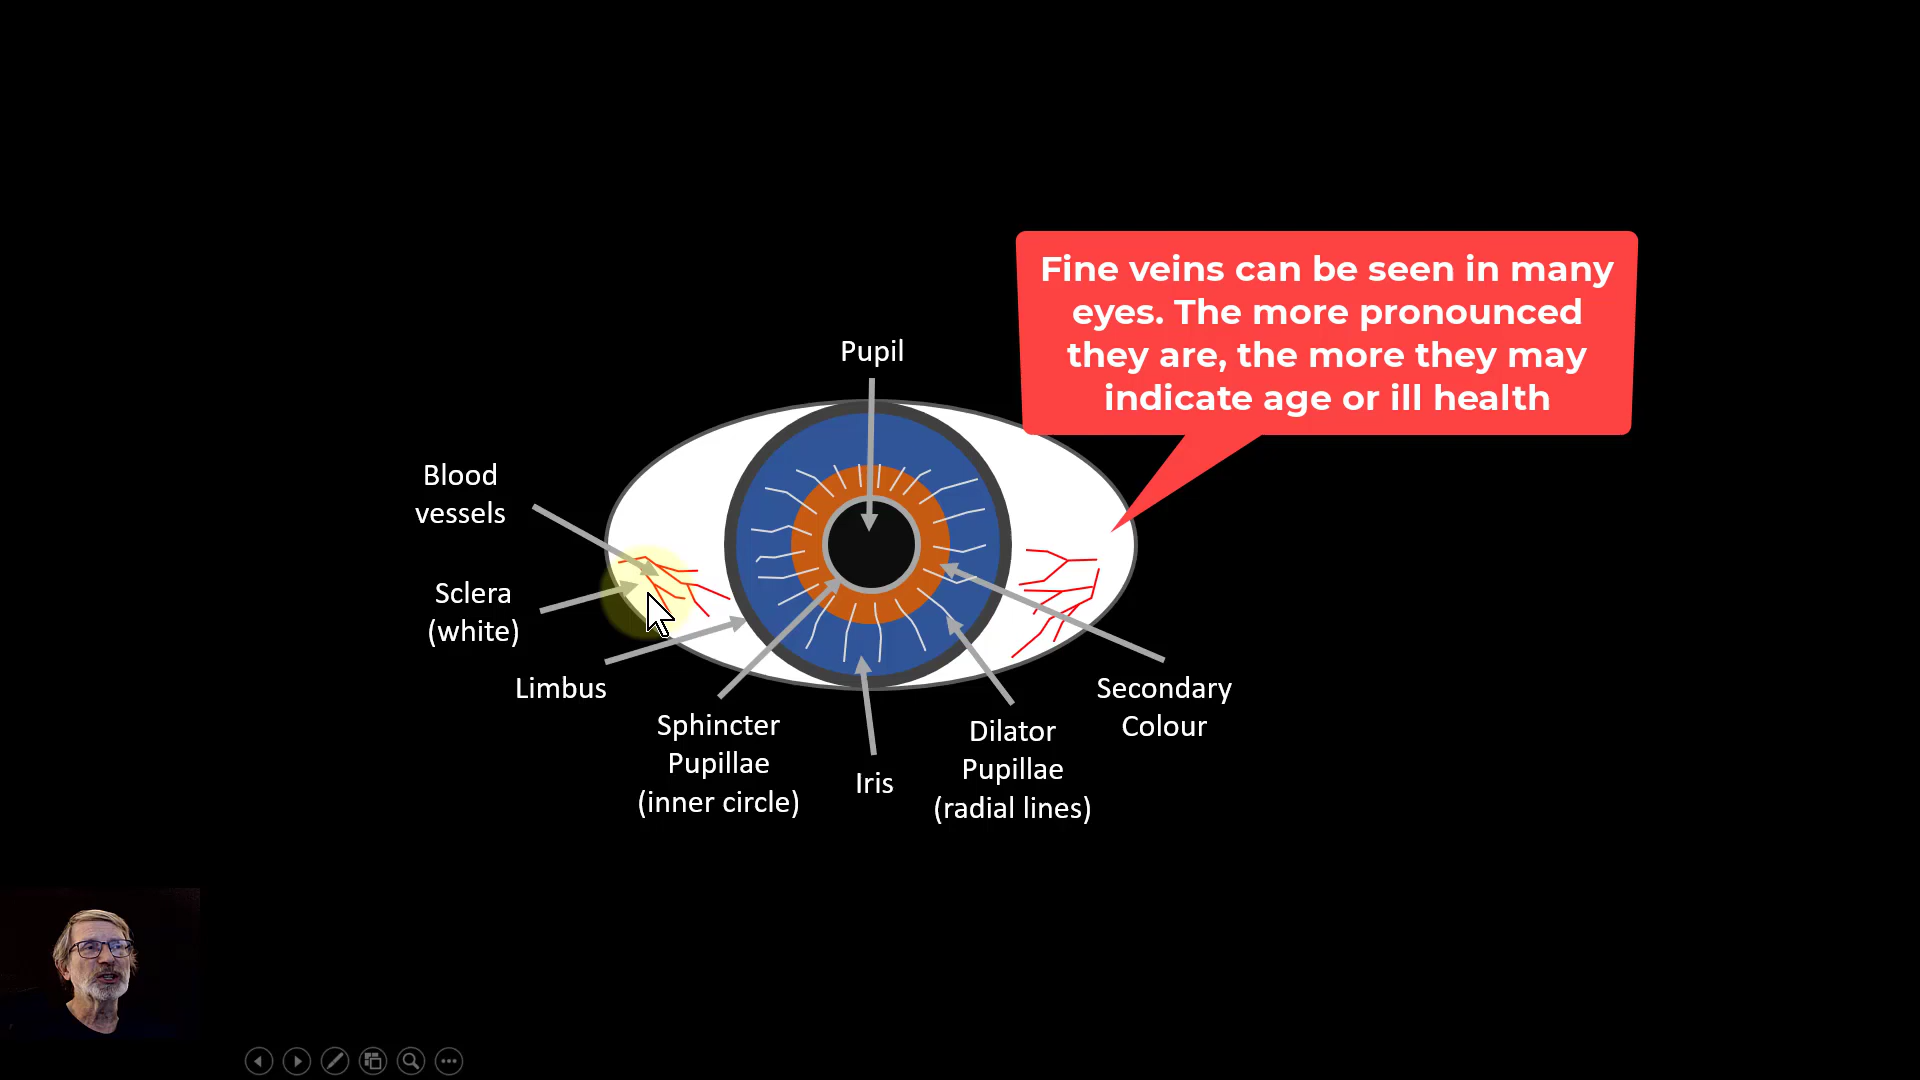 Fine veins can be seen in many
eyes. The more pronounced
they are, the more they may
indicate age or ill health
Pupil
Blood
vessels
Sclera
(white)
Limbus
Sphincter
Pupillae
(inner circle)
Iris
Dilator
Pupillae
(radial lines)
Secondary
Colour